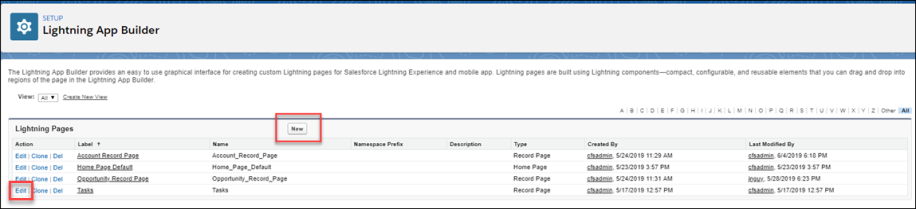 SETUP
Lightning App Builder
The Lightning App Builder provides an easy to use graphical interface for creating custom Lightning pages for Salesforce Lightning Experience and mobile app. Lightning pages are built using Lightning components—compact, configurable, and reusable elements that you can drag and drop into
regions of the page in the Lightning App Builder.
View: All Create New View
A | B | C | D | E | F | G | H | I | J | K | L | M | N | O | P | Q | R | S | T | U | V | W | X | Y | Z | Other All
Lightning Pages New
Action Label ↑ Name Namespace Prefix Description Type Created By Last Modified By
Edit | Clone | Del Account Record Page Account_Record_Page Record Page cfsadmin, 5/24/2019 11:29 AM cfsadmin, 6/4/2019 6:18 PM
Edit | Clone | Del Home Page Default Home_Page_Default Home Page cfsadmin, 5/23/2019 3:57 PM cfsadmin, 5/23/2019 3:57 PM
Edit | Clone | Del Opportunity Record Page Opportunity_Record_Page Record Page cfsadmin, 5/24/2019 11:31 AM jnguy, 5/28/2019 6:23 PM
Edit | Clone | Del Tasks Tasks Record Page cfsadmin, 5/17/2019 12:57 PM cfsadmin, 5/17/2019 12:57 PM